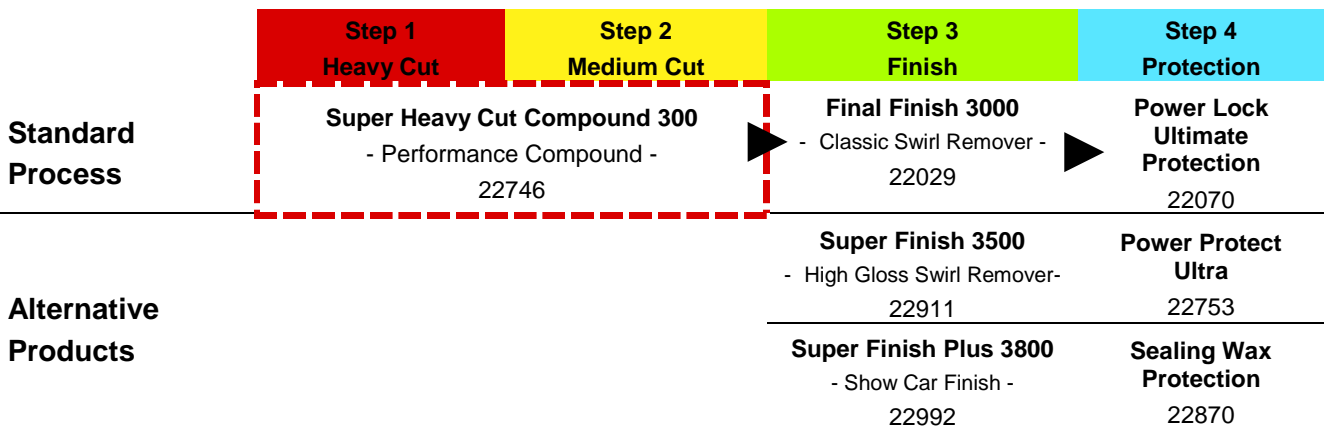 Step 1
Heavy Cut
Step 2
Medium Cut
Step 3
Finish
Step 4
Protection
Standard
Process
Super Heavy Cut Compound 300
- Performance Compound -
22746
Final Finish 3000
- Classic Swirl Remover -
22029
Power Lock
Ultimate
Protection
22070
Alternative
Products
Super Finish 3500
- High Gloss Swirl Remover-
22911
Power Protect
Ultra
22753
Super Finish Plus 3800
- Show Car Finish -
22992
Sealing Wax
Protection
22870